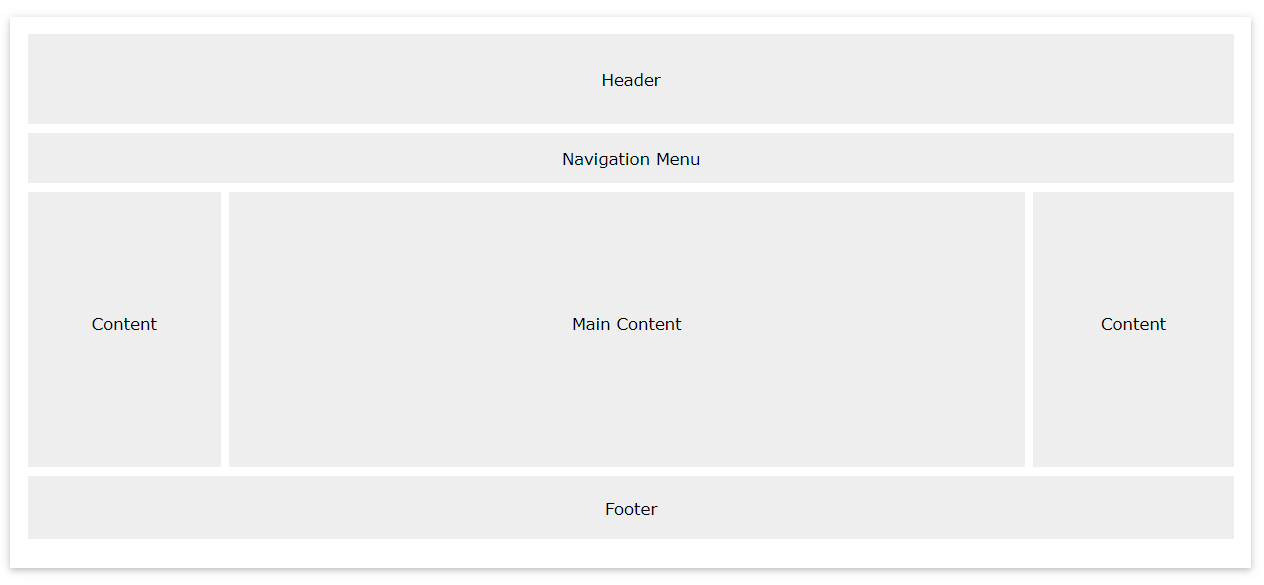 Header
Navigation Menu
Content
Main Content
Content
Footer